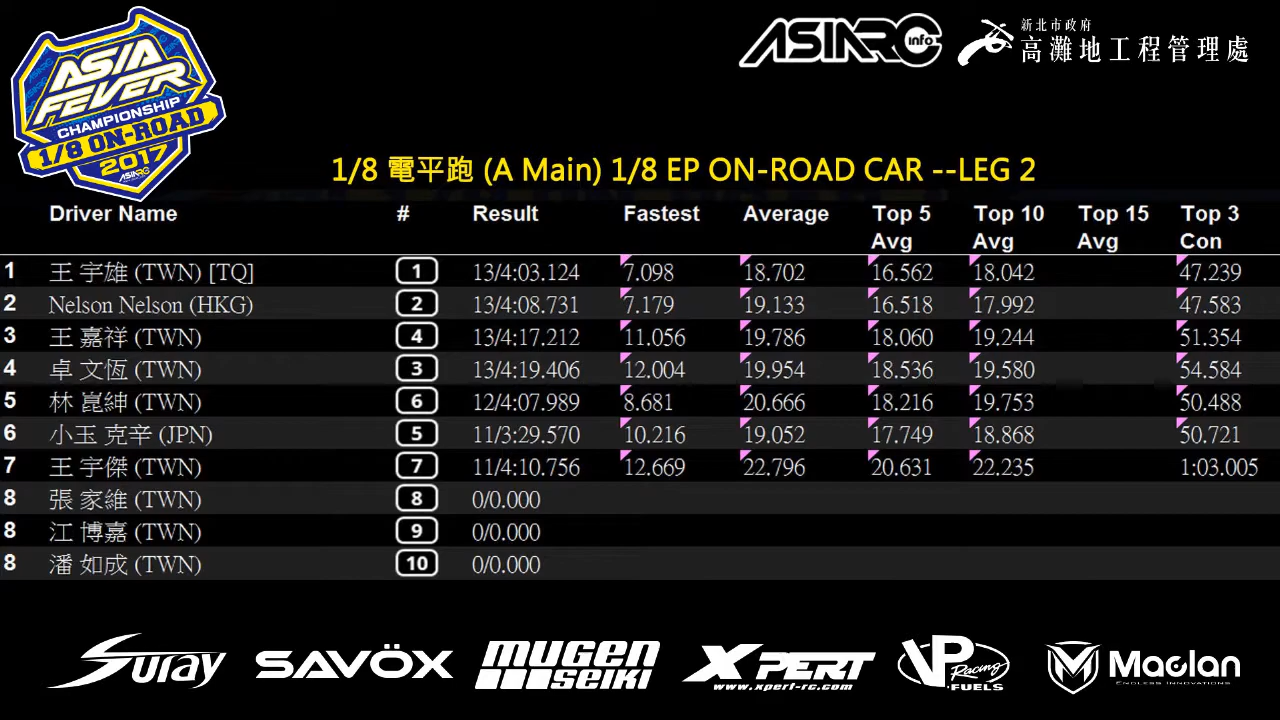 ASIA
FEVER
CHAMPIONSHIP
1/8 ON-ROAD
2017
ASIARC
ASIARC info
新北市政府
高灘地工程管理處
1/8 電平跑 (A Main) 1/8 EP ON-ROAD CAR --LEG 2
Driver Name # Result Fastest Average Top 5 Avg Top 10 Avg Top 15 Avg Top 3 Con
1 王 宇雄 (TWN) [TQ] 1 13/4:03.124 7.098 18.702 16.562 18.042 47.239
2 Nelson Nelson (HKG) 2 13/4:08.731 7.179 19.133 16.518 17.992 47.583
3 王 嘉祥 (TWN) 4 13/4:17.212 11.056 19.786 18.060 19.244 51.354
4 卓 文恆 (TWN) 3 13/4:19.406 12.004 19.954 18.536 19.580 54.584
5 林 崑紳 (TWN) 6 12/4:07.989 8.681 20.666 18.216 19.753 50.488
6 小玉 克辛 (JPN) 5 11/3:29.570 10.216 19.052 17.749 18.868 50.721
7 王 宇傑 (TWN) 7 11/4:10.756 12.669 22.796 20.631 22.235 1:03.005
8 張 家維 (TWN) 8 0/0.000
8 江 博嘉 (TWN) 9 0/0.000
8 潘 如成 (TWN) 10 0/0.000
Suray SAVÖX MUGEN SEIKI XPERT www.xpert-rc.com VP Racing FUELS Maclan ENDLESS INNOVATIONS